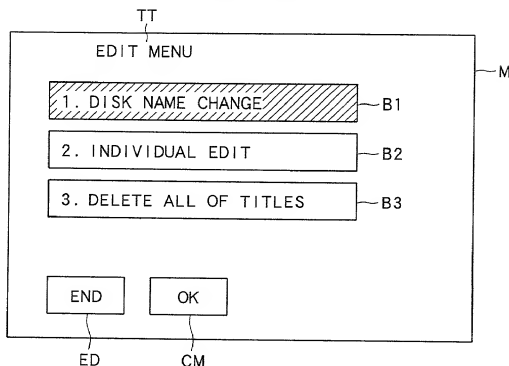 TT
EDIT MENU
M
1. DISK NAME CHANGE
B1
2. INDIVIDUAL EDIT
B2
3. DELETE ALL OF TITLES
B3
END
OK
ED
CM